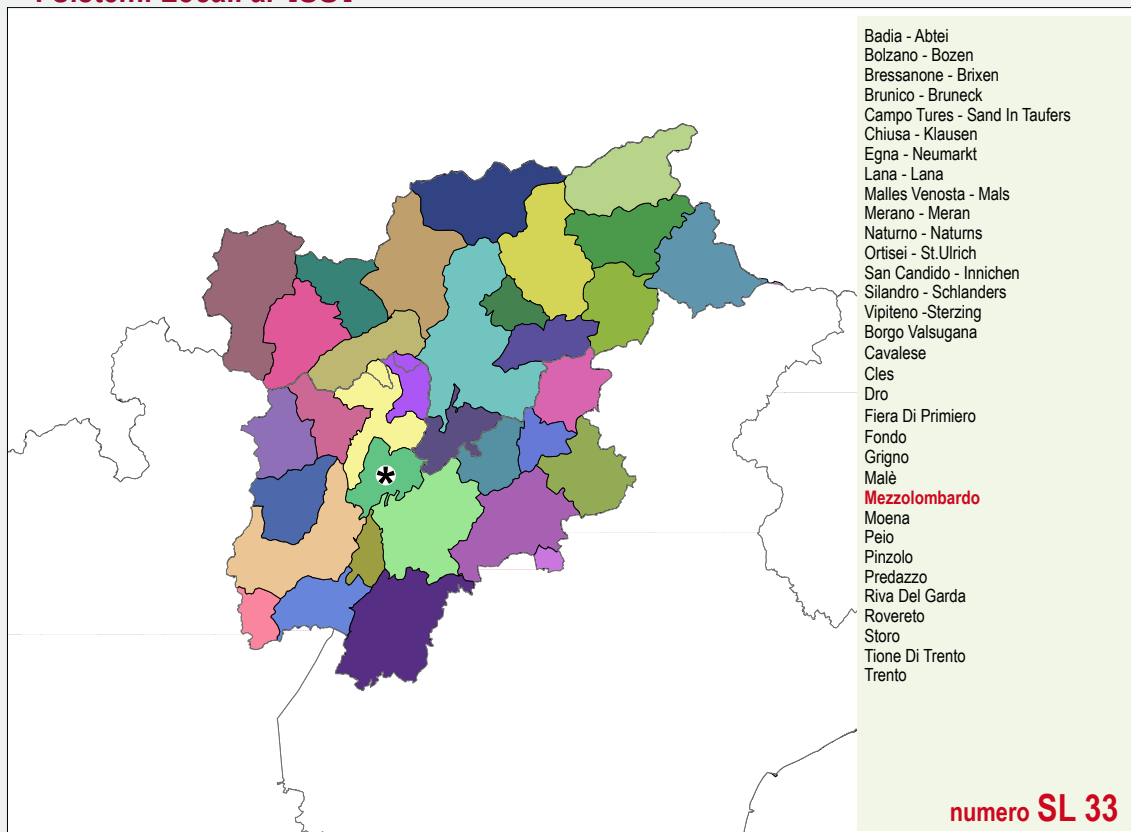 Badia - Abtei
Bolzano - Bozen
Bressanone - Brixen
Brunico - Bruneck
Campo Tures - Sand In Taufers
Chiusa - Klausen
Egna - Neumarkt
Lana - Lana
Malles Venosta - Mals
Merano - Meran
Naturno - Naturns
Ortisei - St.Ulrich
San Candido - Innichen
Silandro - Schlanders
Vipiteno -Sterzing
Borgo Valsugana
Cavalese
Cles
Dro
Fiera Di Primiero
Fondo
Grigno
Malè
Mezzolombardo
Moena
Peio
Pinzolo
Predazzo
Riva Del Garda
Rovereto
Storo
Tione Di Trento
Trento
*
numero SL 33